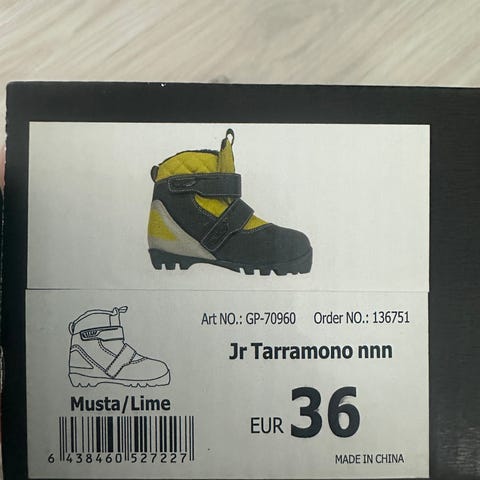 Art NO.: GP-70960 Order NO.: 136751
Jr Tarramono nnn
Musta/Lime
EUR 36
6 438460 527227
MADE IN CHINA